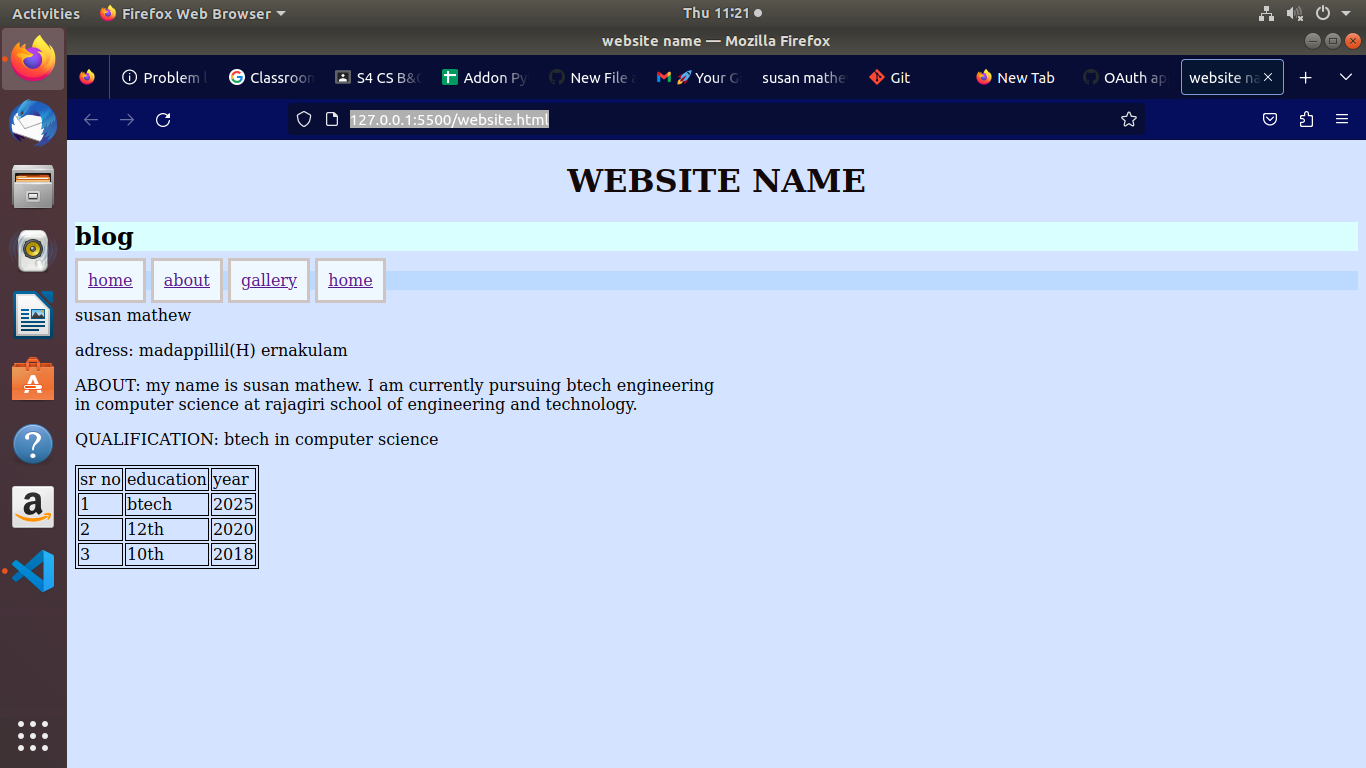 Activities Firefox Web Browser Thu 11:21
website name — Mozilla Firefox
Problem Classroom S4 CS B& Addon Py New File Your susan mathe Git New Tab OAuth ap website na
127.0.0.1:5500/website.html
WEBSITE NAME
blog
home about gallery home
susan mathew
adress: madappillil(H) ernakulam
ABOUT: my name is susan mathew. I am currently pursuing btech engineering
in computer science at rajagiri school of engineering and technology.
QUALIFICATION: btech in computer science
sr no education year
1 btech 2025
2 12th 2020
3 10th 2018